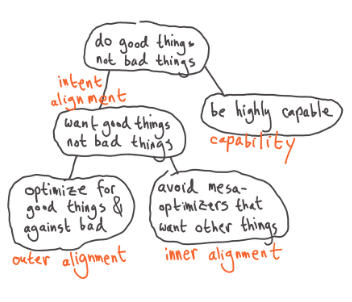 do good things
not bad things
intent
alignment
want good things
not bad things
be highly capable
capability
optimize for
good things &
against bad
outer alignment
avoid mesa-
optimizers that
want other things
inner alignment